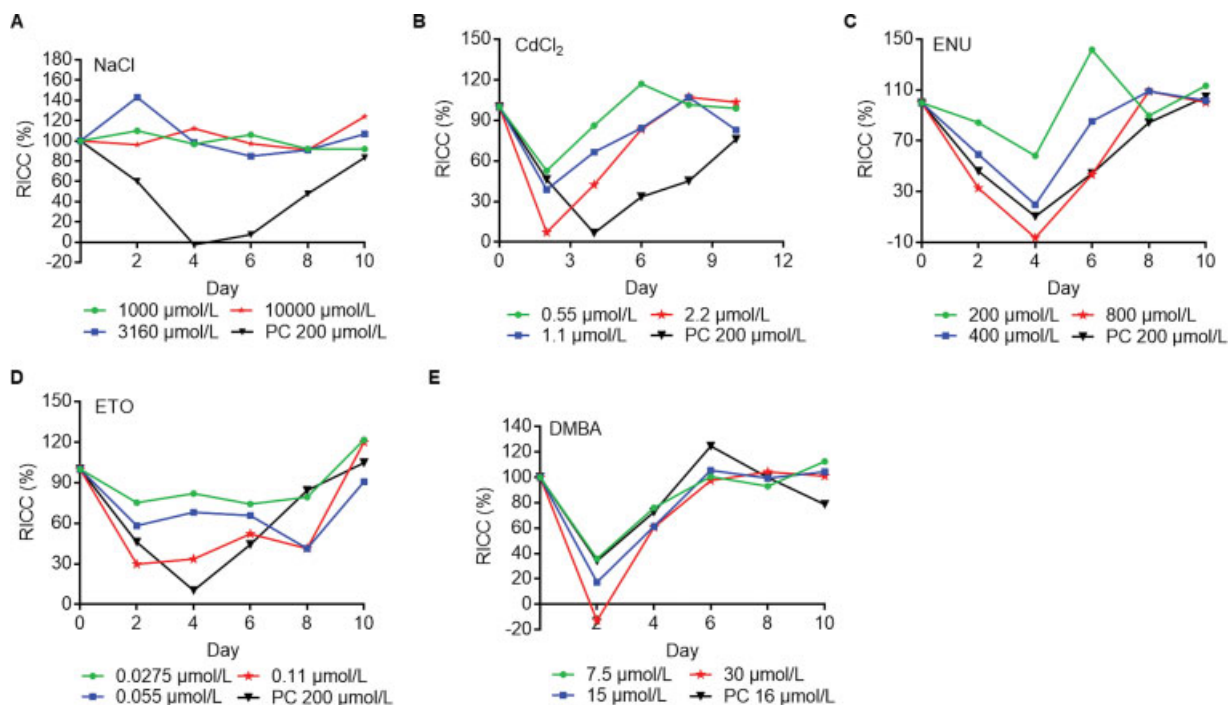 A
NaCl
RICC (%)
180
160
140
120
100
80
60
40
20
0
-20
0 2 4 6 8 10
Day
1000 μmol/L 10000 μmol/L
3160 μmol/L PC 200 μmol/L
B
CdCl₂
RICC (%)
150
120
90
60
30
0
0 3 6 9 12
Day
0.55 μmol/L 2.2 μmol/L
1.1 μmol/L PC 200 μmol/L
C
ENU
RICC (%)
150
110
70
30
-10
0 2 4 6 8 10
Day
200 μmol/L 800 μmol/L
400 μmol/L PC 200 μmol/L
D
ETO
RICC (%)
150
120
90
60
30
0
0 2 4 6 8 10
Day
0.0275 μmol/L 0.11 μmol/L
0.055 μmol/L PC 200 μmol/L
E
DMBA
RICC (%)
140
120
100
80
60
40
20
0
-20
2 4 6 8 10
Day
7.5 μmol/L 30 μmol/L
15 μmol/L PC 16 μmol/L